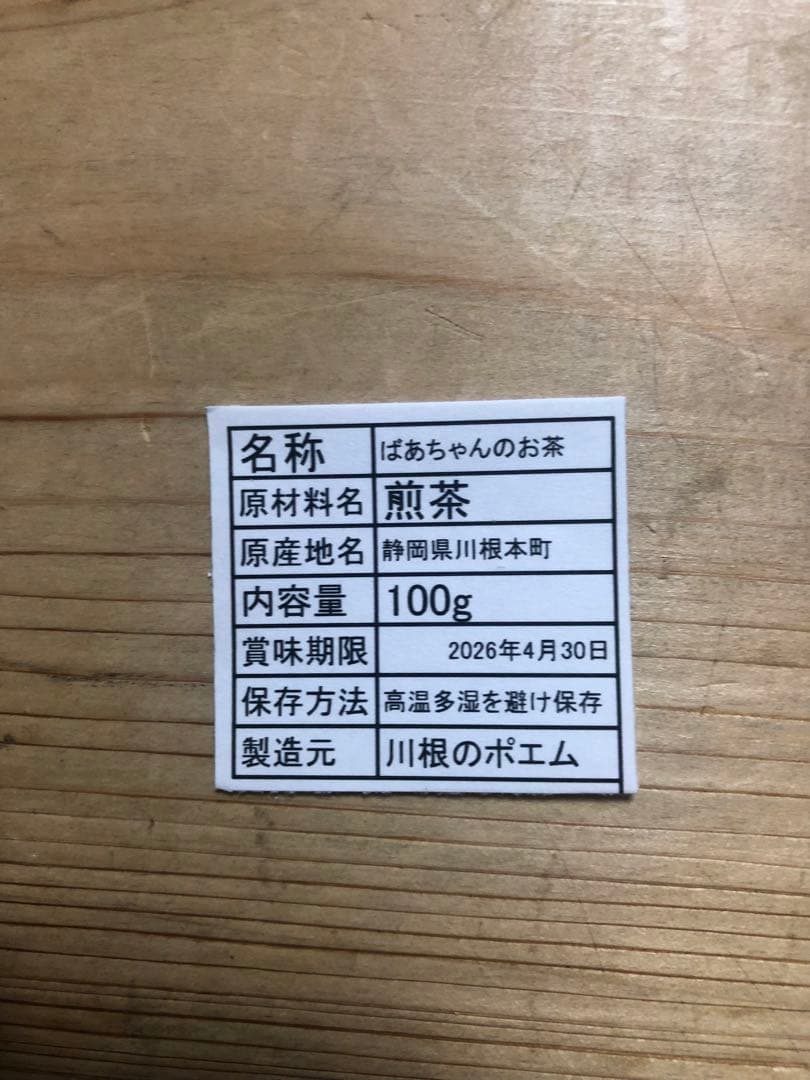 名称 ばあちゃんのお茶
原材料名 煎茶
原産地名 静岡県川根本町
内容量 100g
賞味期限 2026年4月30日
保存方法 高温多湿を避け保存
製造元 川根のポエム